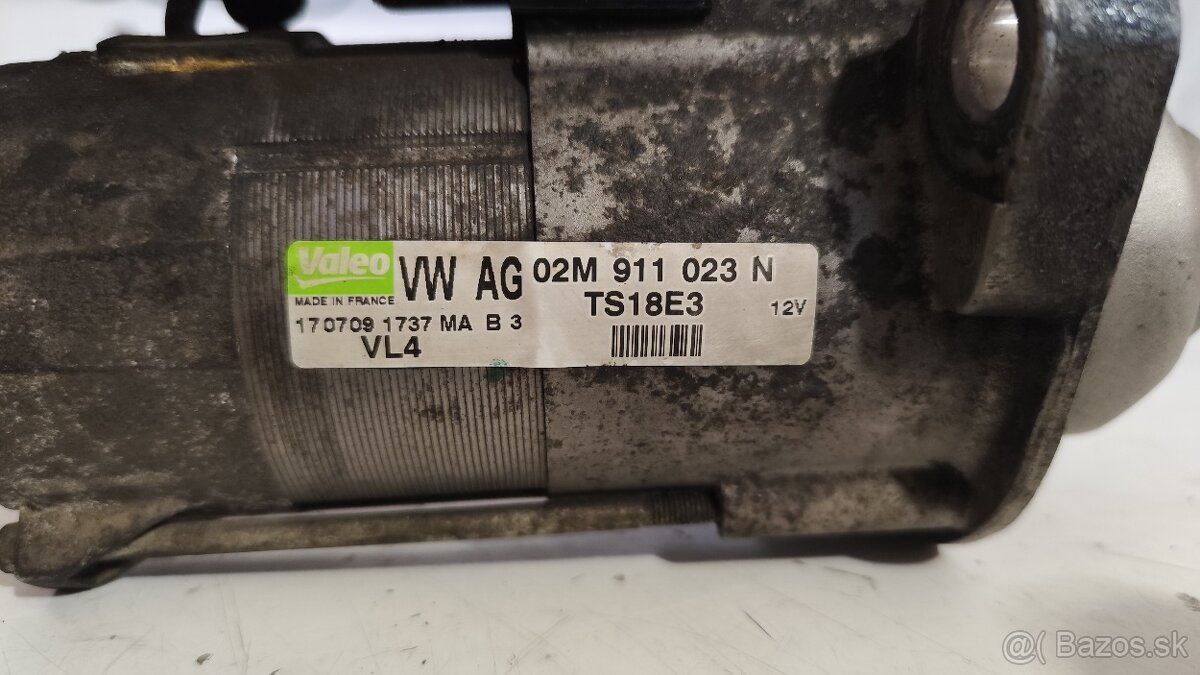 Valeo VW AG 02M 911 023 N
MADE IN FRANCE TS18E3 12V
170709 1737 MA B 3
VL4
@( Bazos.sk